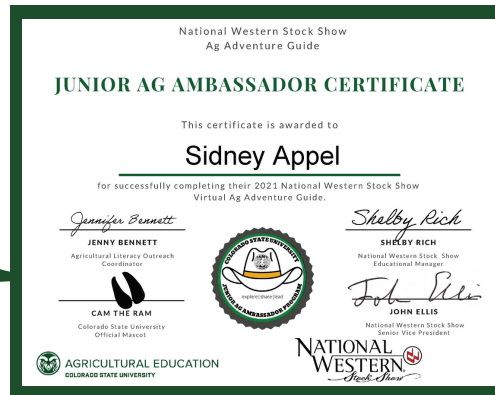 National Western Stock Show
Ag Adventure Guide
JUNIOR AG AMBASSADOR CERTIFICATE
This certificate is awarded to
Sidney Appel
for successfully completing their 2021 National Western Stock Show
Virtual Ag Adventure Guide.
Jennifer Bennett
JENNY BENNETT
Agricultural Literacy Outreach
Coordinator
CAM THE RAM
Colorado State University
Official Mascot
COLORADO STATE UNIVERSITY
explore|share|read
JUNIOR AG AMBASSADOR PROGRAM
Shelby Rich
SHELBY RICH
National Western Stock Show
Educational Manager
John Ellis
JOHN ELLIS
National Western Stock Show
Senior Vice President
AGRICULTURAL EDUCATION
COLORADO STATE UNIVERSITY
NATIONAL
WESTERN
Stock Show